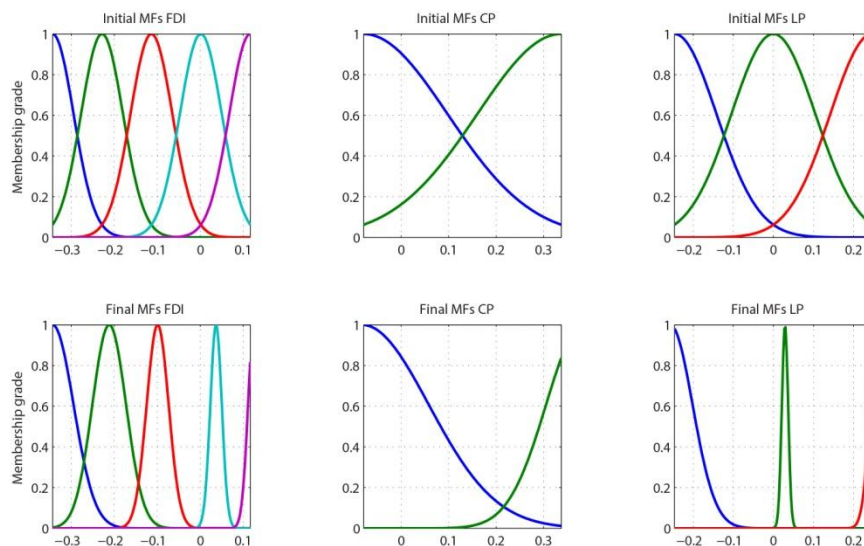 Initial MFs FDI
Membership grade
1
0.8
0.6
0.4
0.2
0
−0.3 −0.2 −0.1 0 0.1
Initial MFs CP
1
0.8
0.6
0.4
0.2
0
0 0.1 0.2 0.3
Initial MFs LP
1
0.8
0.6
0.4
0.2
0
−0.2 −0.1 0 0.1 0.2
Final MFs FDI
Membership grade
1
0.8
0.6
0.4
0.2
0
−0.3 −0.2 −0.1 0 0.1
Final MFs CP
1
0.8
0.6
0.4
0.2
0
0 0.1 0.2 0.3
Final MFs LP
1
0.8
0.6
0.4
0.2
0
−0.2 −0.1 0 0.1 0.2